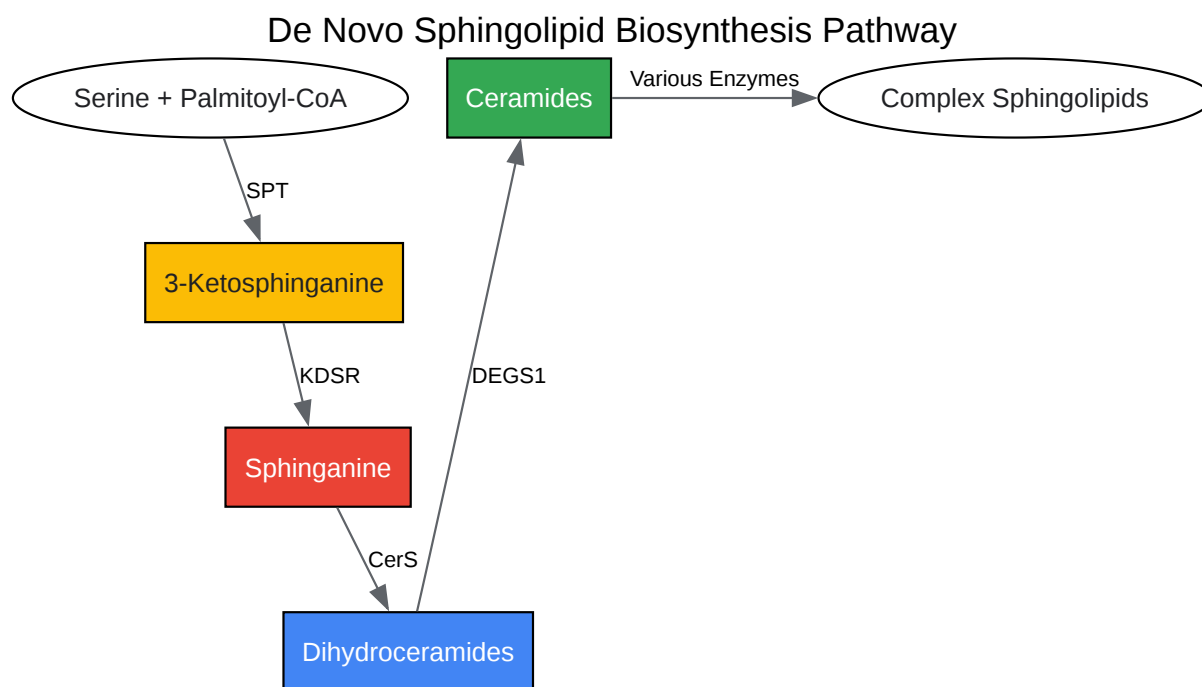 De Novo Sphingolipid Biosynthesis Pathway
Serine + Palmitoyl-CoA
Ceramides
Various Enzymes
Complex Sphingolipids
SPT
3-Ketosphinganine
KDSR
DEGS1
Sphinganine
CerS
Dihydroceramides